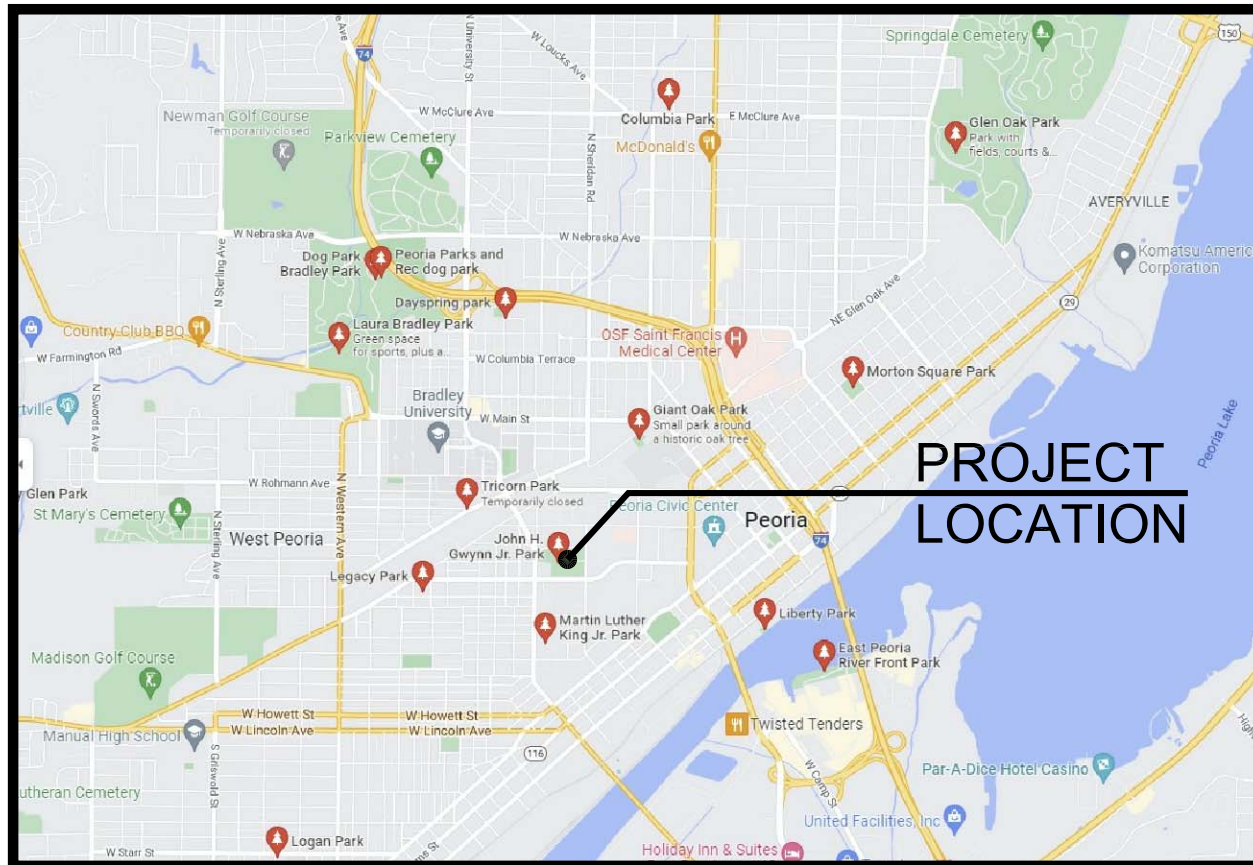 Springdale Cemetery
150
N University St
W Loucks Ave
74
Newman Golf Course
Temporarily closed
W McClure Ave
Columbia Park
E McClure Ave
Glen Oak Park
Park with
fields, courts &...
Parkview Cemetery
McDonald's
N Sheridan Rd
AVERYVILLE
W Nebraska Ave
W Nebraska Ave
Dog Park
Bradley Park
Peoria Parks and
Rec dog park
Komatsu Americ
Corporation
N Sterling Ave
Dayspring park
NE Glen Oak Ave
29
Country Club BBQ
Laura Bradley Park
Green space
for sports, plus a...
OSF Saint Francis
Medical Center
W Farmington Rd
W Columbia Terrace
Morton Square Park
N Swords Ave
Bradley
University
W Main St
Giant Oak Park
Small park around
a historic oak tree
Peoria Lake
PROJECT
LOCATION
W Rohmann Ave
Tricorn Park
Temporarily closed
Peoria Civic Center
Peoria
y Glen Park
St Mary's Cemetery
N Sterling Ave
West Peoria
N Western Ave
John H.
Gwynn Jr. Park
74
Legacy Park
Martin Luther
King Jr. Park
Liberty Park
East Peoria
River Front Park
Madison Golf Course
W Howett St
W Howett St
W Lincoln Ave
W Lincoln Ave
Manual High School
Twisted Tenders
116
S Griswold St
W Camp St
Par-A-Dice Hotel Casino
utheran Cemetery
United Facilities, Inc
Logan Park
W Starr St
Holiday Inn & Suites